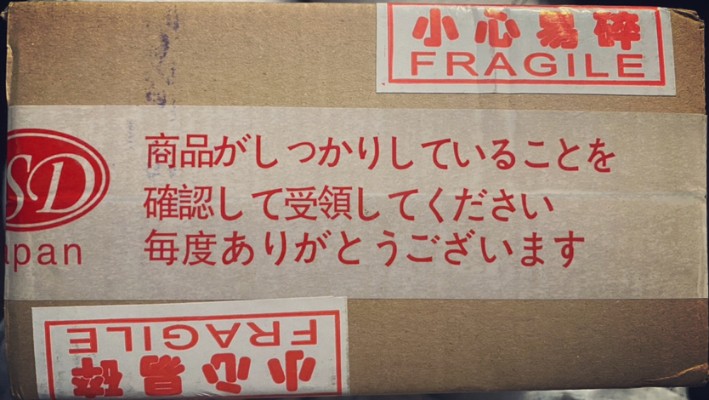 小心易碎
FRAGILE
SD
商品がしっかりしていることを
確認して受領してください
毎度ありがとうございます
apan
FRAGILE
小心易碎